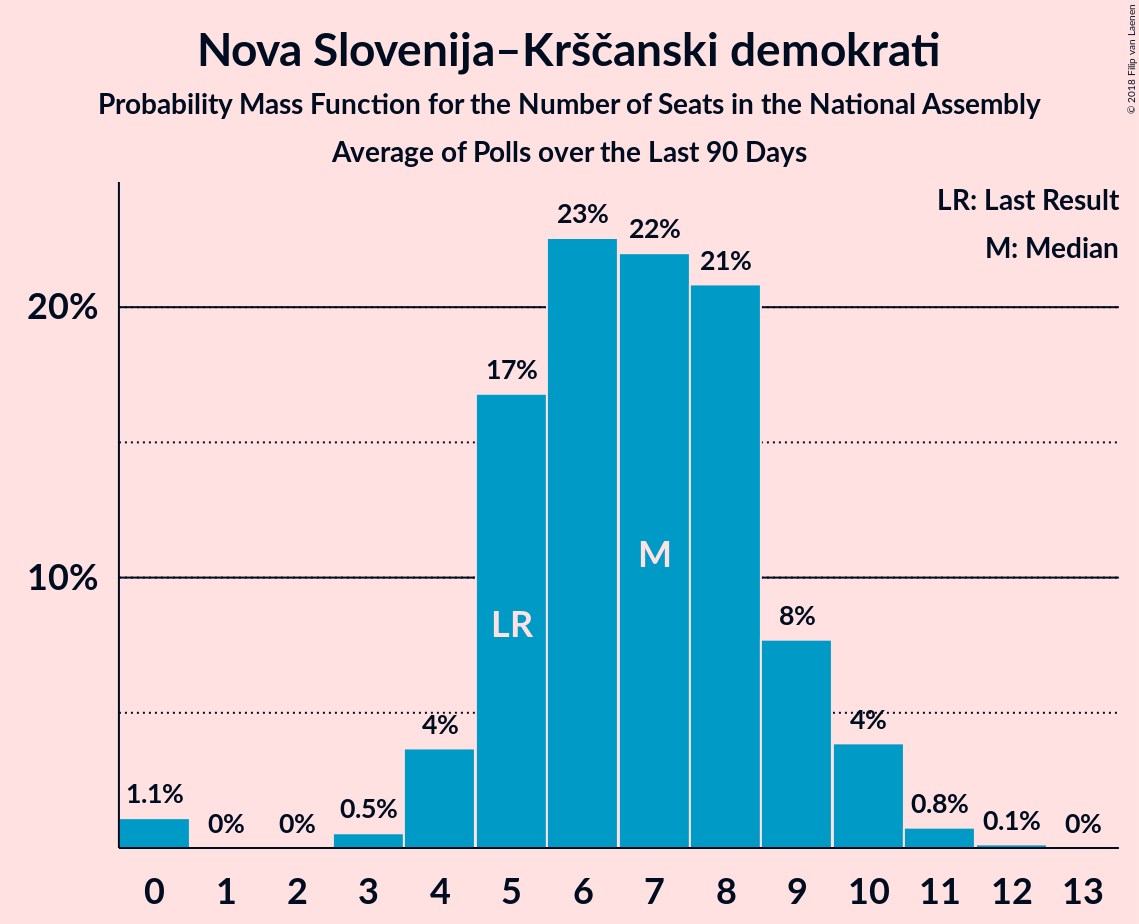 Nova Slovenija–Krščanski demokrati
Probability Mass Function for the Number of Seats in the National Assembly
Average of Polls over the Last 90 Days
© 2018 Filip van Laenen
LR: Last Result
M: Median
23%
22%
21%
20%
17%
M
10%
LR
8%
4%
4%
1.1%
0%
0%
0.5%
0.8%
0.1%
0%
0 1 2 3 4 5 6 7 8 9 10 11 12 13